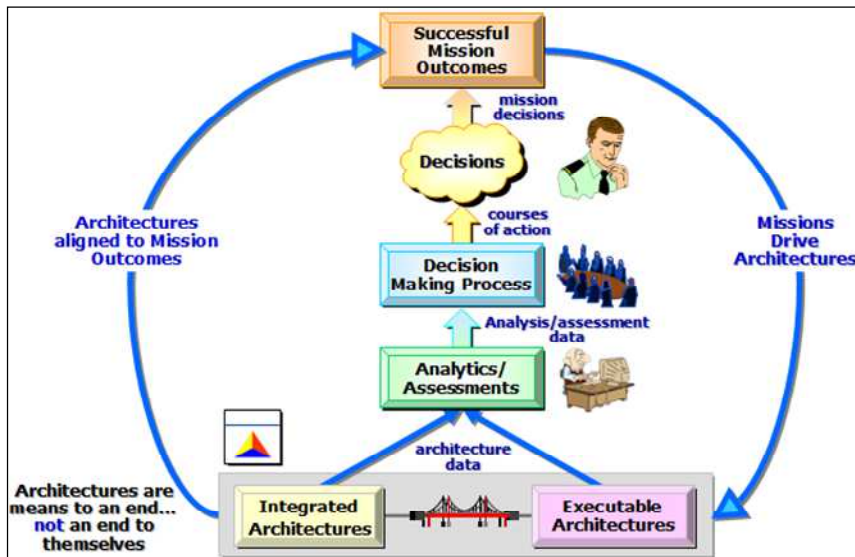 Successful
Mission
Outcomes
mission
decisions
Decisions
courses
of action
Architectures
aligned to Mission
Outcomes
Missions
Drive
Architectures
Decision
Making Process
Analysis/assessment
data
Analytics/
Assessments
architecture
data
Architectures are
means to an end...
not an end to
themselves
Integrated
Architectures
Executable
Architectures